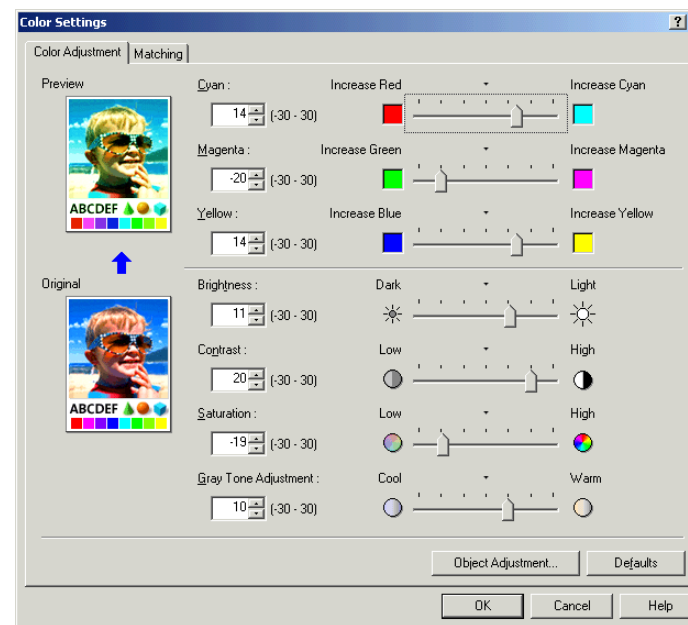 Color Settings ?
Color Adjustment Matching
Preview
Cyan : Increase Red Increase Cyan
14 (-30 - 30)
Magenta : Increase Green Increase Magenta
-20 (-30 - 30)
ABCDEF
Yellow : Increase Blue Increase Yellow
14 (-30 - 30)
Original
Brightness : Dark Light
11 (-30 - 30)
Contrast : Low High
20 (-30 - 30)
ABCDEF
Saturation : Low High
-19 (-30 - 30)
Gray Tone Adjustment : Cool Warm
10 (-30 - 30)
Object Adjustment... Defaults
OK Cancel Help